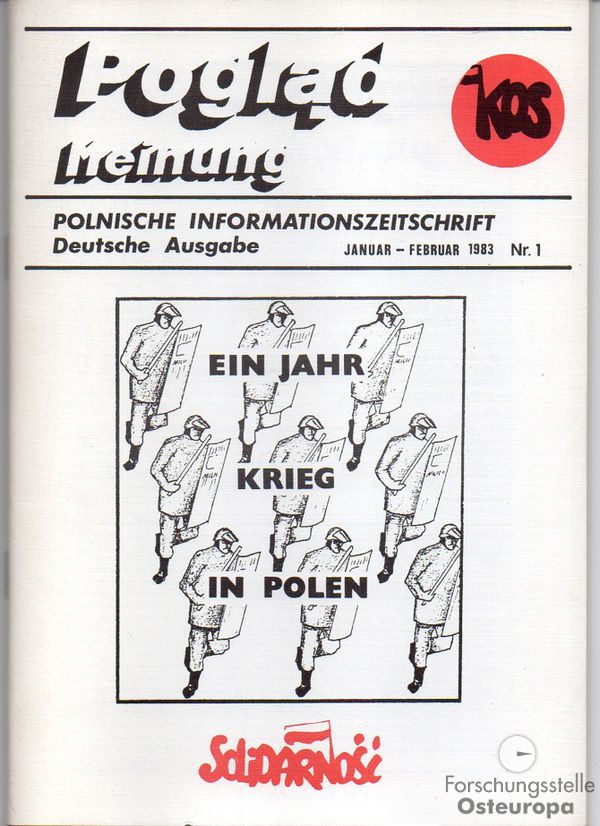 Pogląd
KOS
Meinung
POLNISCHE INFORMATIONSZEITSCHRIFT
Deutsche Ausgabe JANUAR – FEBRUAR 1983 Nr. 1
EIN JAHR
KRIEG
IN POLEN
SOLIDARNOŚĆ
Forschungsstelle
Osteuropa